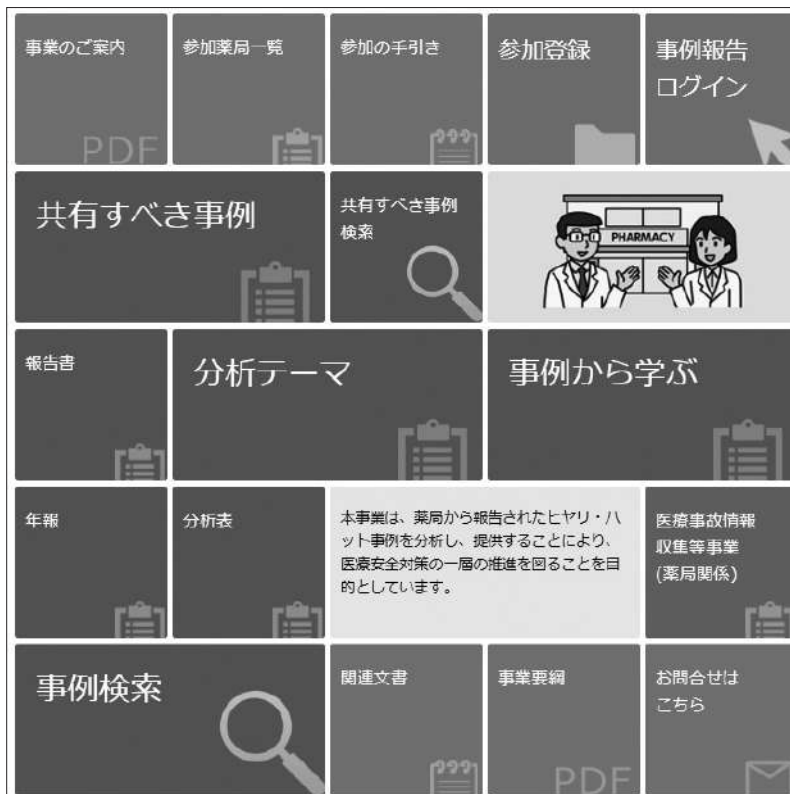 事業のご案内
PDF
参加薬局一覧
参加の手引き
参加登録
事例報告
ログイン
共有すべき事例
共有すべき事例
検索
PHARMACY
報告書
分析テーマ
事例から学ぶ
年報
分析表
本事業は、薬局から報告されたヒヤリ・ハ
ット事例を分析し、提供することにより、
医療安全対策の一層の推進を図ることを目
的としています。
医療事故情報
収集等事業
(薬局関係)
事例検索
関連文書
事業要綱
PDF
お問合せは
こちら